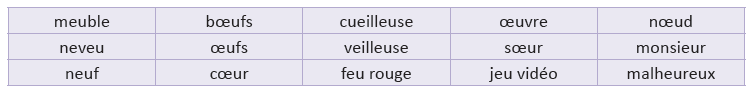 meuble bœufs cueilleuse œuvre nœud
neveu œufs veilleuse sœur monsieur
neuf cœur feu rouge jeu vidéo malheureux